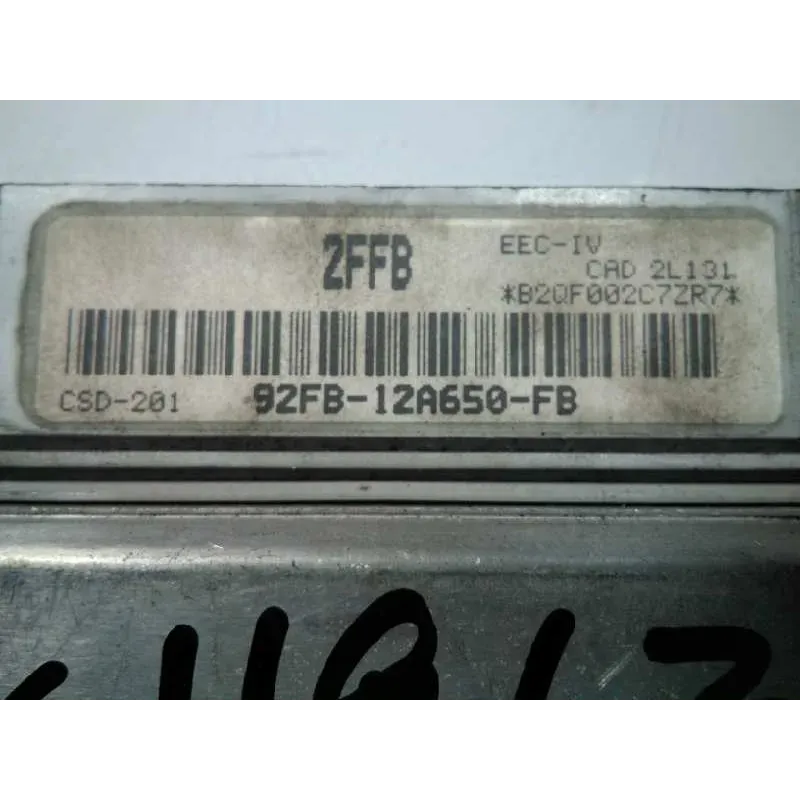 2FFB
EEC-IV
CAD 2L131
*B2QF002C7ZR7*
CSD-201
92FB-12A650-FB